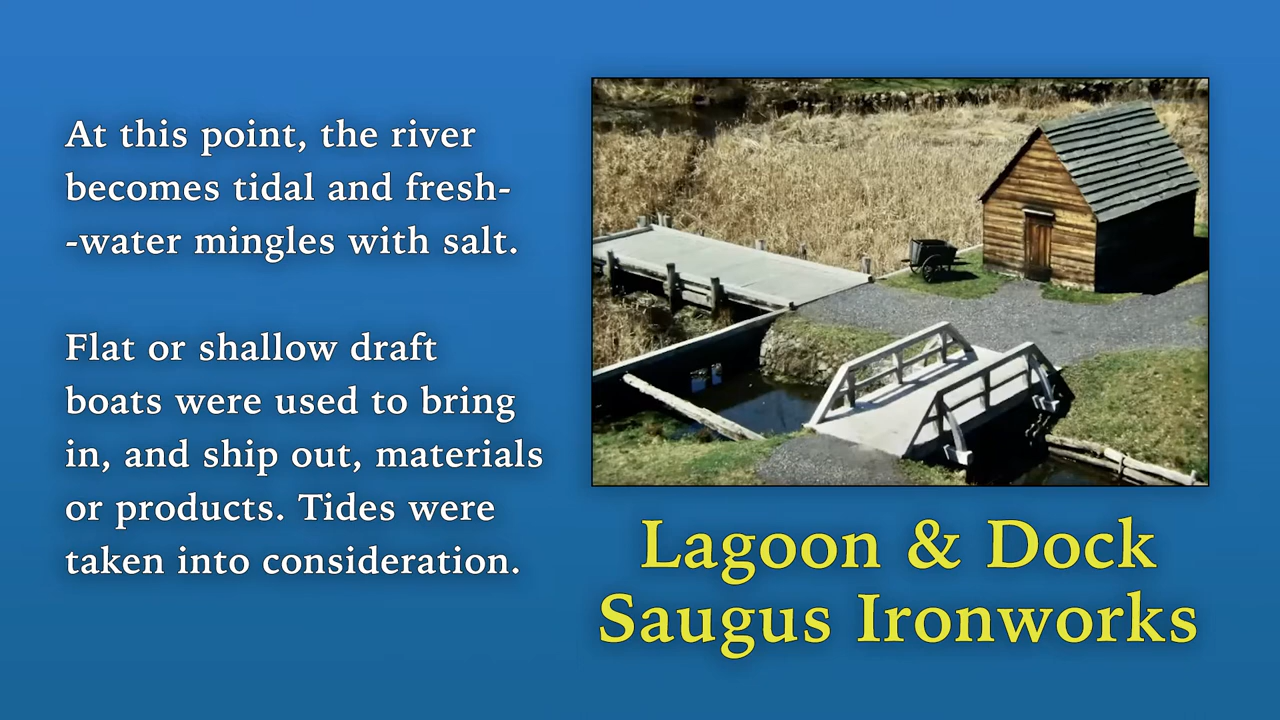 At this point, the river
becomes tidal and fresh-
-water mingles with salt.
Flat or shallow draft
boats were used to bring
in, and ship out, materials
or products. Tides were
taken into consideration.
Lagoon & Dock
Saugus Ironworks